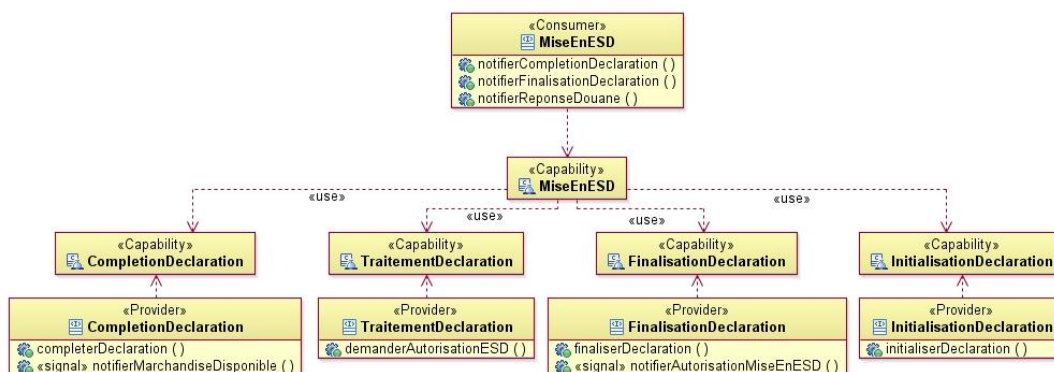 «Consumer»
MiseEnESD
notifierCompletionDeclaration ( )
notifierFinalisationDeclaration ( )
notifierReponseDouane ( )
«Capability»
MiseEnESD
«use»
«use»
«use»
«use»
«Capability»
CompletionDeclaration
«Capability»
TraitementDeclaration
«Capability»
FinalisationDeclaration
«Capability»
InitialisationDeclaration
«Provider»
CompletionDeclaration
completerDeclaration ( )
«signal» notifierMarchandiseDisponible ( )
«Provider»
TraitementDeclaration
demanderAutorisationESD ( )
«Provider»
FinalisationDeclaration
finaliserDeclaration ( )
«signal» notifierAutorisationMiseEnESD ( )
«Provider»
InitialisationDeclaration
initialiserDeclaration ( )